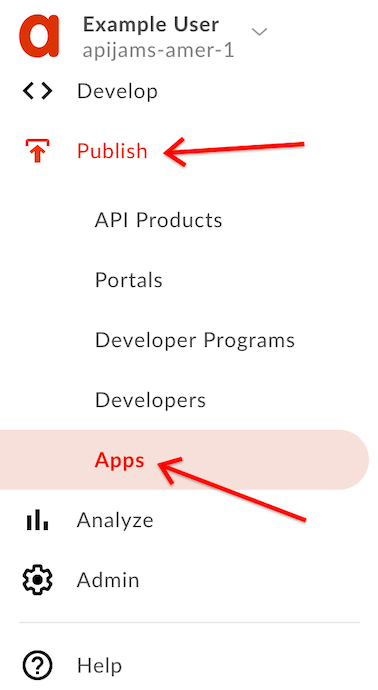 a
Example User
apijams-amer-1
Develop
Publish
API Products
Portals
Developer Programs
Developers
Apps
Analyze
Admin
Help